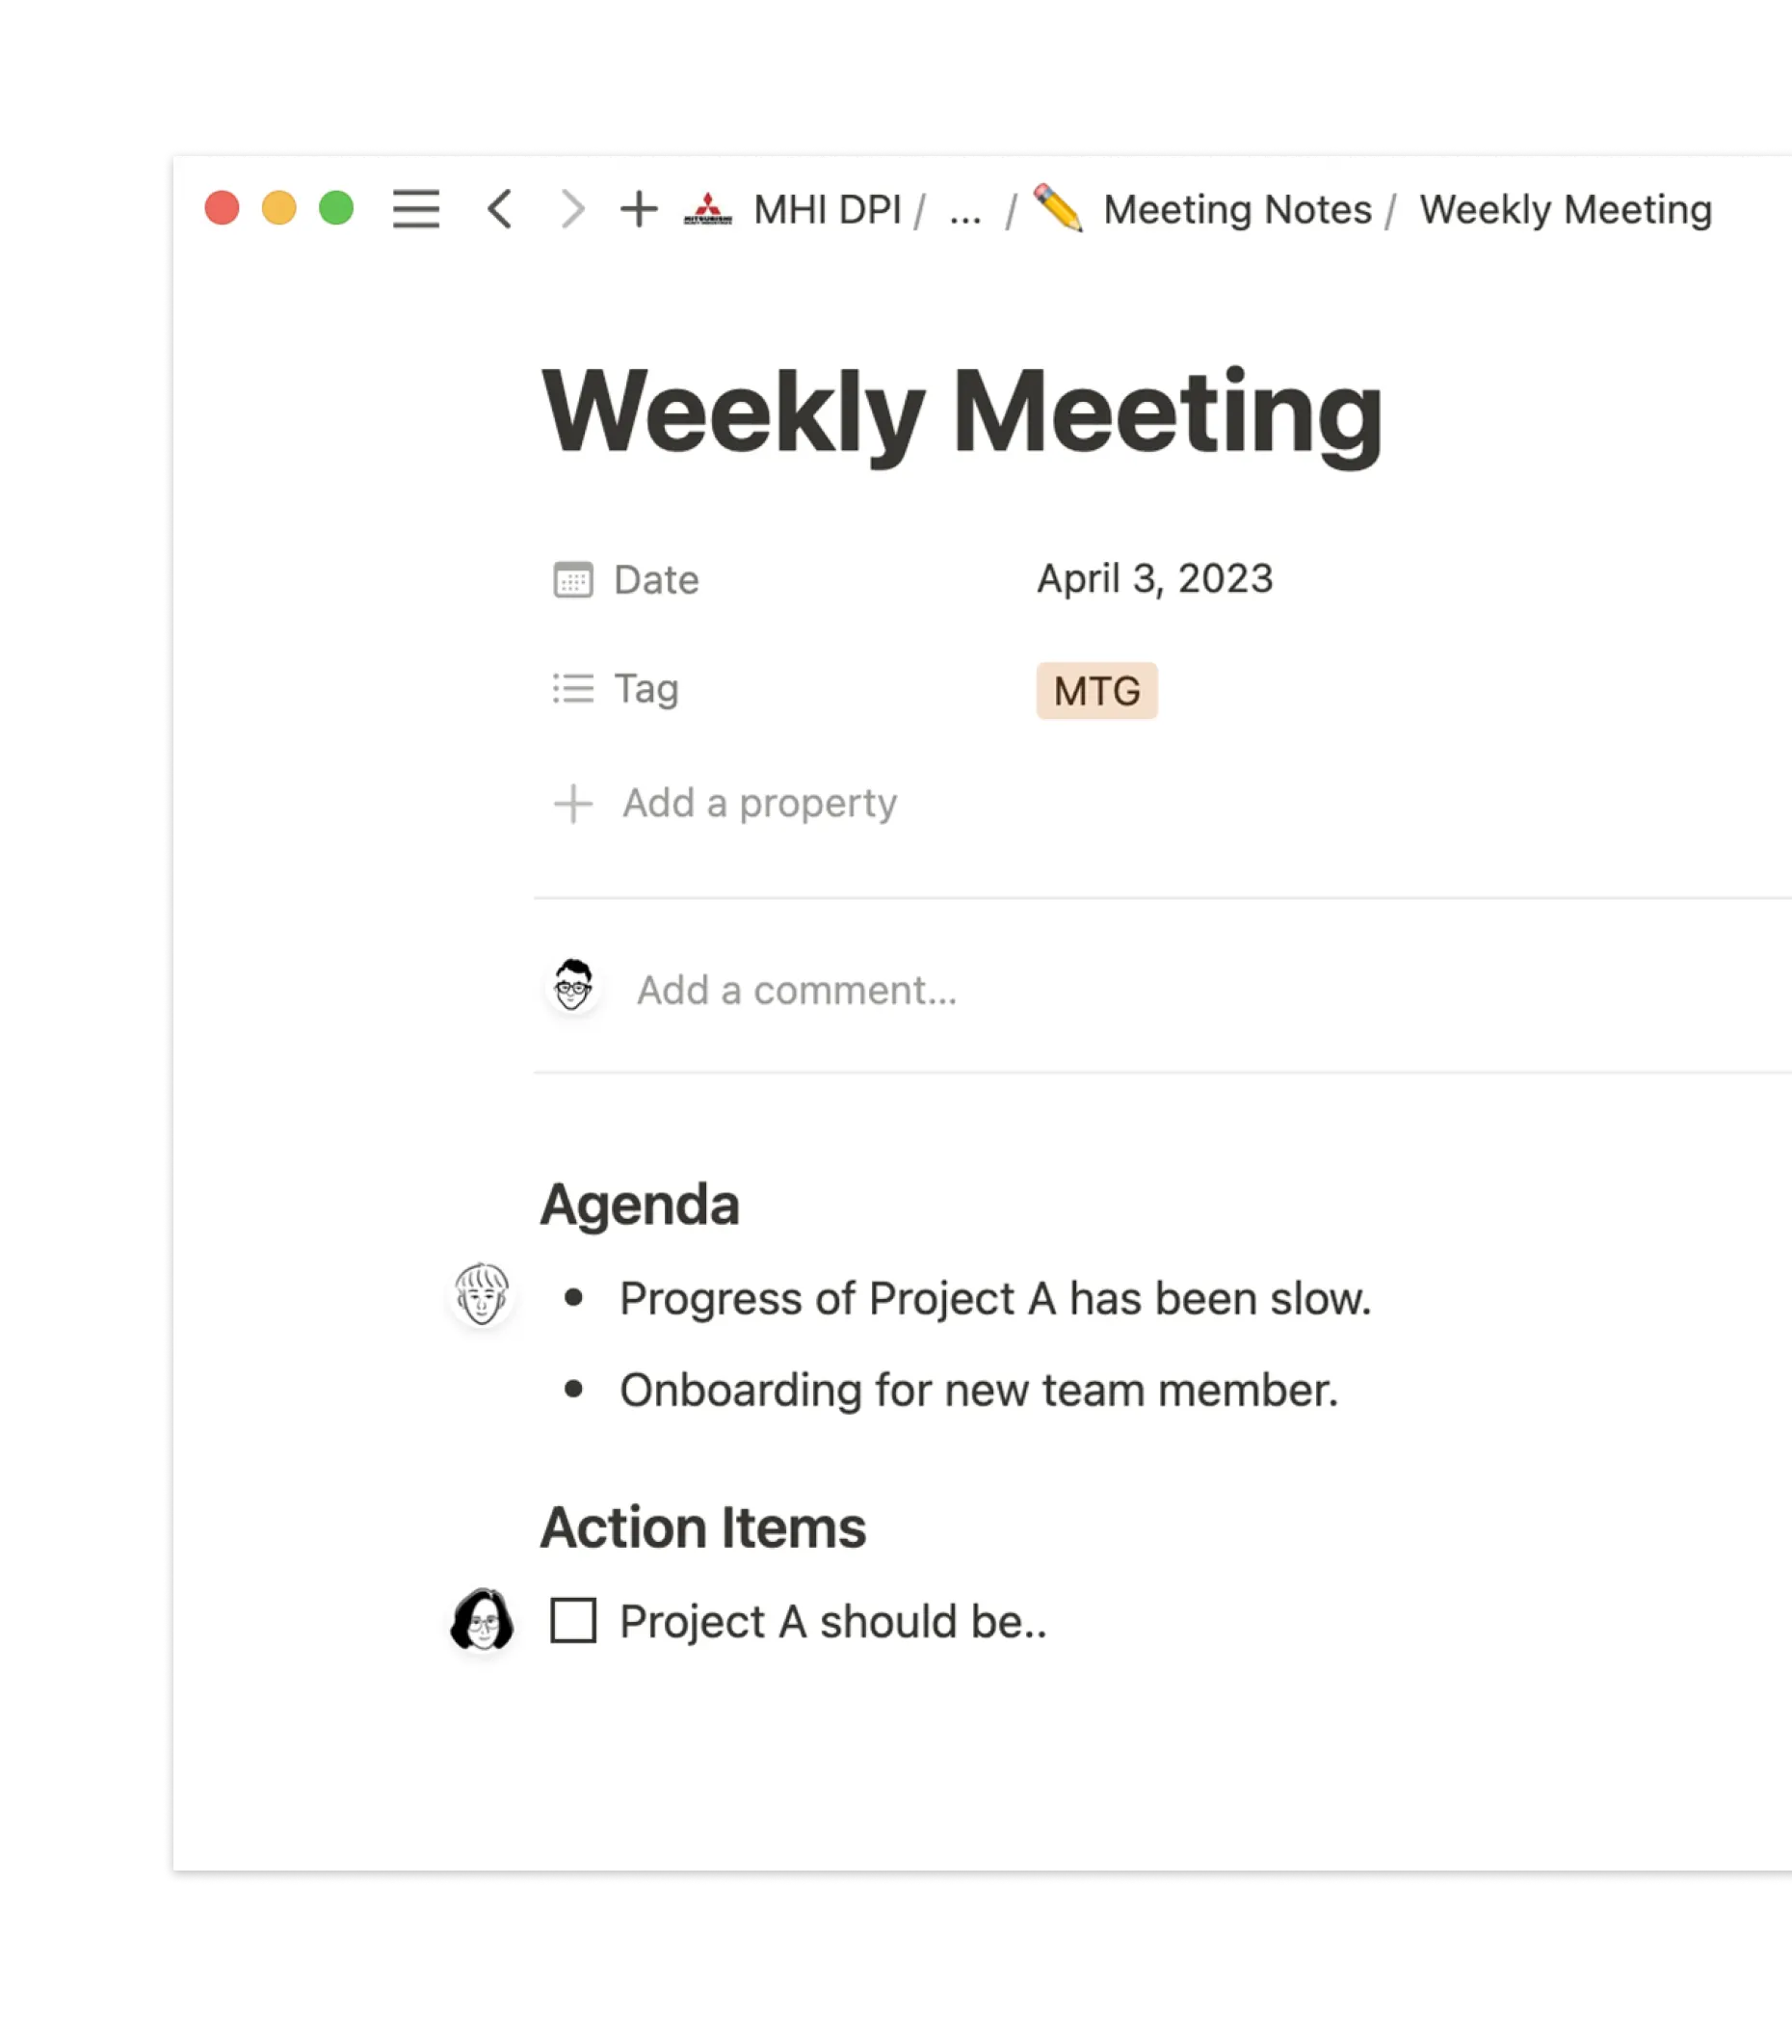 MHI DPI / ... / Meeting Notes / Weekly Meeting
Weekly Meeting
Date April 3, 2023
Tag MTG
Add a property
Add a comment...
Agenda
• Progress of Project A has been slow.
• Onboarding for new team member.
Action Items
Project A should be..